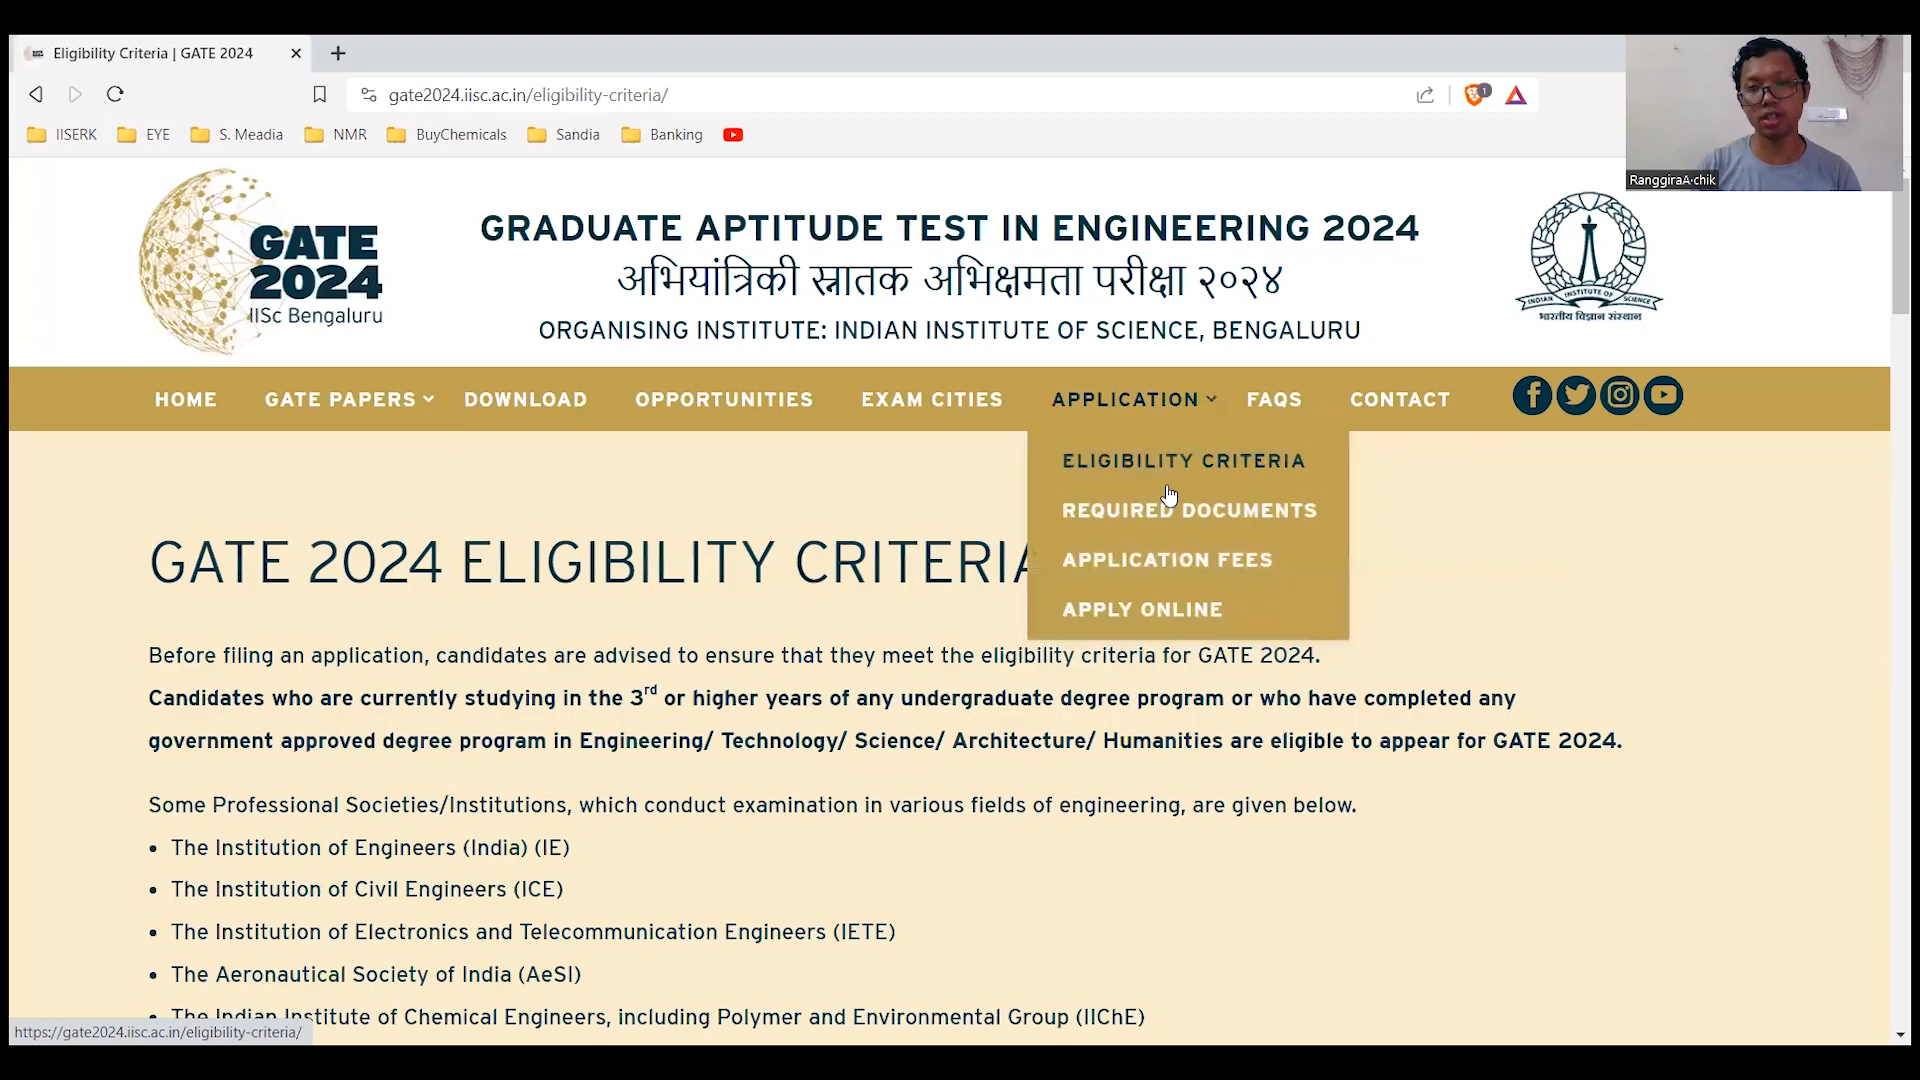 Eligibility Criteria | GATE 2024
gate2024.iisc.ac.in/eligibility-criteria/
1
IISERK
EYE
S. Meadia
NMR
BuyChemicals
Sandia
Banking
RanggiraA·chik
GATE
2024
IISc Bengaluru
GRADUATE APTITUDE TEST IN ENGINEERING 2024
अभियांत्रिकी स्नातक अभिक्षमता परीक्षा २०२४
ORGANISING INSTITUTE: INDIAN INSTITUTE OF SCIENCE, BENGALURU
INDIAN INSTITUTE OF SCIENCE
भारतीय विज्ञान संस्थान
HOME
GATE PAPERS
DOWNLOAD
OPPORTUNITIES
EXAM CITIES
APPLICATION
FAQS
CONTACT
ELIGIBILITY CRITERIA
REQUIRED DOCUMENTS
APPLICATION FEES
APPLY ONLINE
GATE 2024 ELIGIBILITY CRITERIA
Before filing an application, candidates are advised to ensure that they meet the eligibility criteria for GATE 2024.
Candidates who are currently studying in the 3rd or higher years of any undergraduate degree program or who have completed any
government approved degree program in Engineering/ Technology/ Science/ Architecture/ Humanities are eligible to appear for GATE 2024.
Some Professional Societies/Institutions, which conduct examination in various fields of engineering, are given below.
• The Institution of Engineers (India) (IE)
• The Institution of Civil Engineers (ICE)
• The Institution of Electronics and Telecommunication Engineers (IETE)
• The Aeronautical Society of India (AeSI)
• The Indian Institute of Chemical Engineers, including Polymer and Environmental Group (IIChE)
https://gate2024.iisc.ac.in/eligibility-criteria/